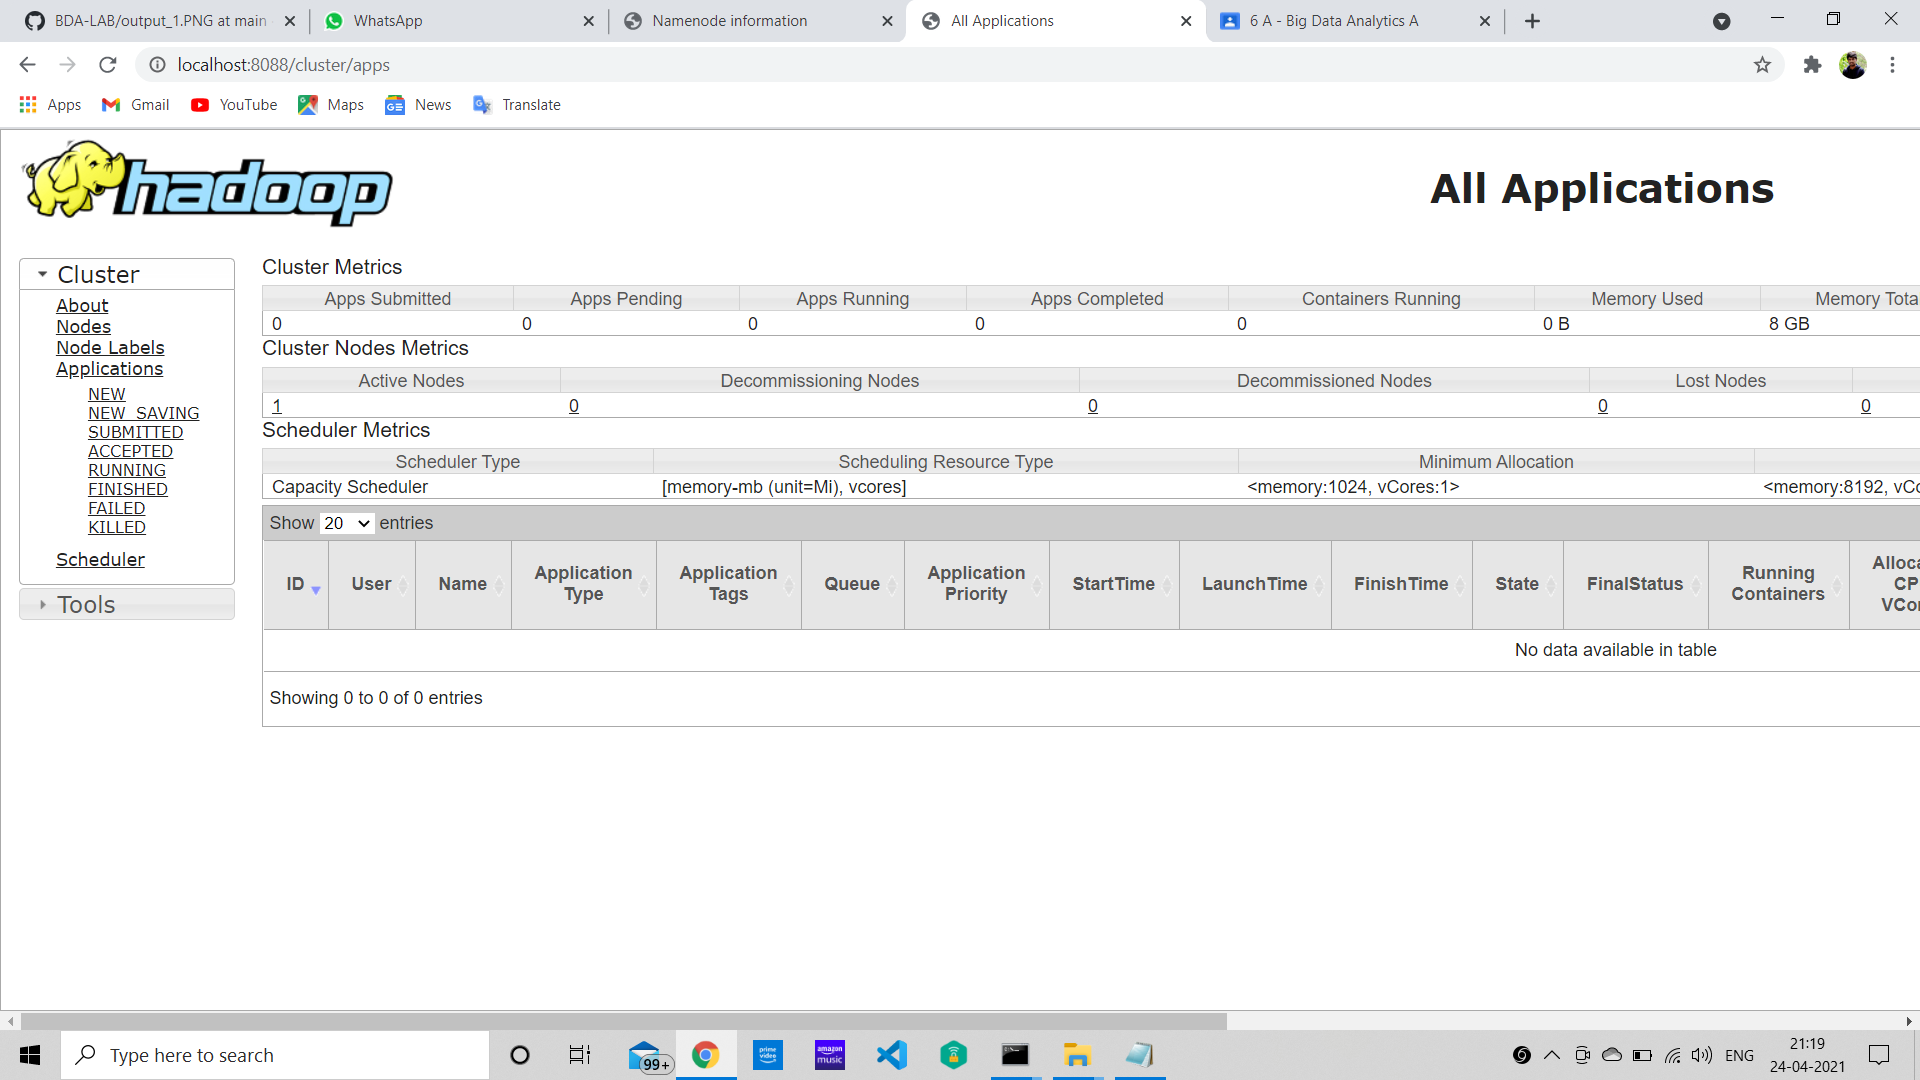 BDA-LAB/output_1.PNG at main
WhatsApp
Namenode information
All Applications
6 A - Big Data Analytics A
localhost:8088/cluster/apps
Apps Gmail YouTube Maps News Translate
hadoop
All Applications
Cluster
About
Nodes
Node Labels
Applications
NEW
NEW_SAVING
SUBMITTED
ACCEPTED
RUNNING
FINISHED
FAILED
KILLED
Scheduler
Tools
Cluster Metrics
Apps Submitted Apps Pending Apps Running Apps Completed Containers Running Memory Used Memory Tota
0 0 0 0 0 0 B 8 GB
Cluster Nodes Metrics
Active Nodes Decommissioning Nodes Decommissioned Nodes Lost Nodes
1 0 0 0 0
Scheduler Metrics
Scheduler Type Scheduling Resource Type Minimum Allocation
Capacity Scheduler [memory-mb (unit=Mi), vcores] <memory:1024, vCores:1> <memory:8192, vCo
Show 20 entries
ID User Name Application Type Application Tags Queue Application Priority StartTime LaunchTime FinishTime State FinalStatus Running Containers Alloca CP VCor
No data available in table
Showing 0 to 0 of 0 entries
Type here to search
99+
prime video
amazon music
ENG
21:19
24-04-2021